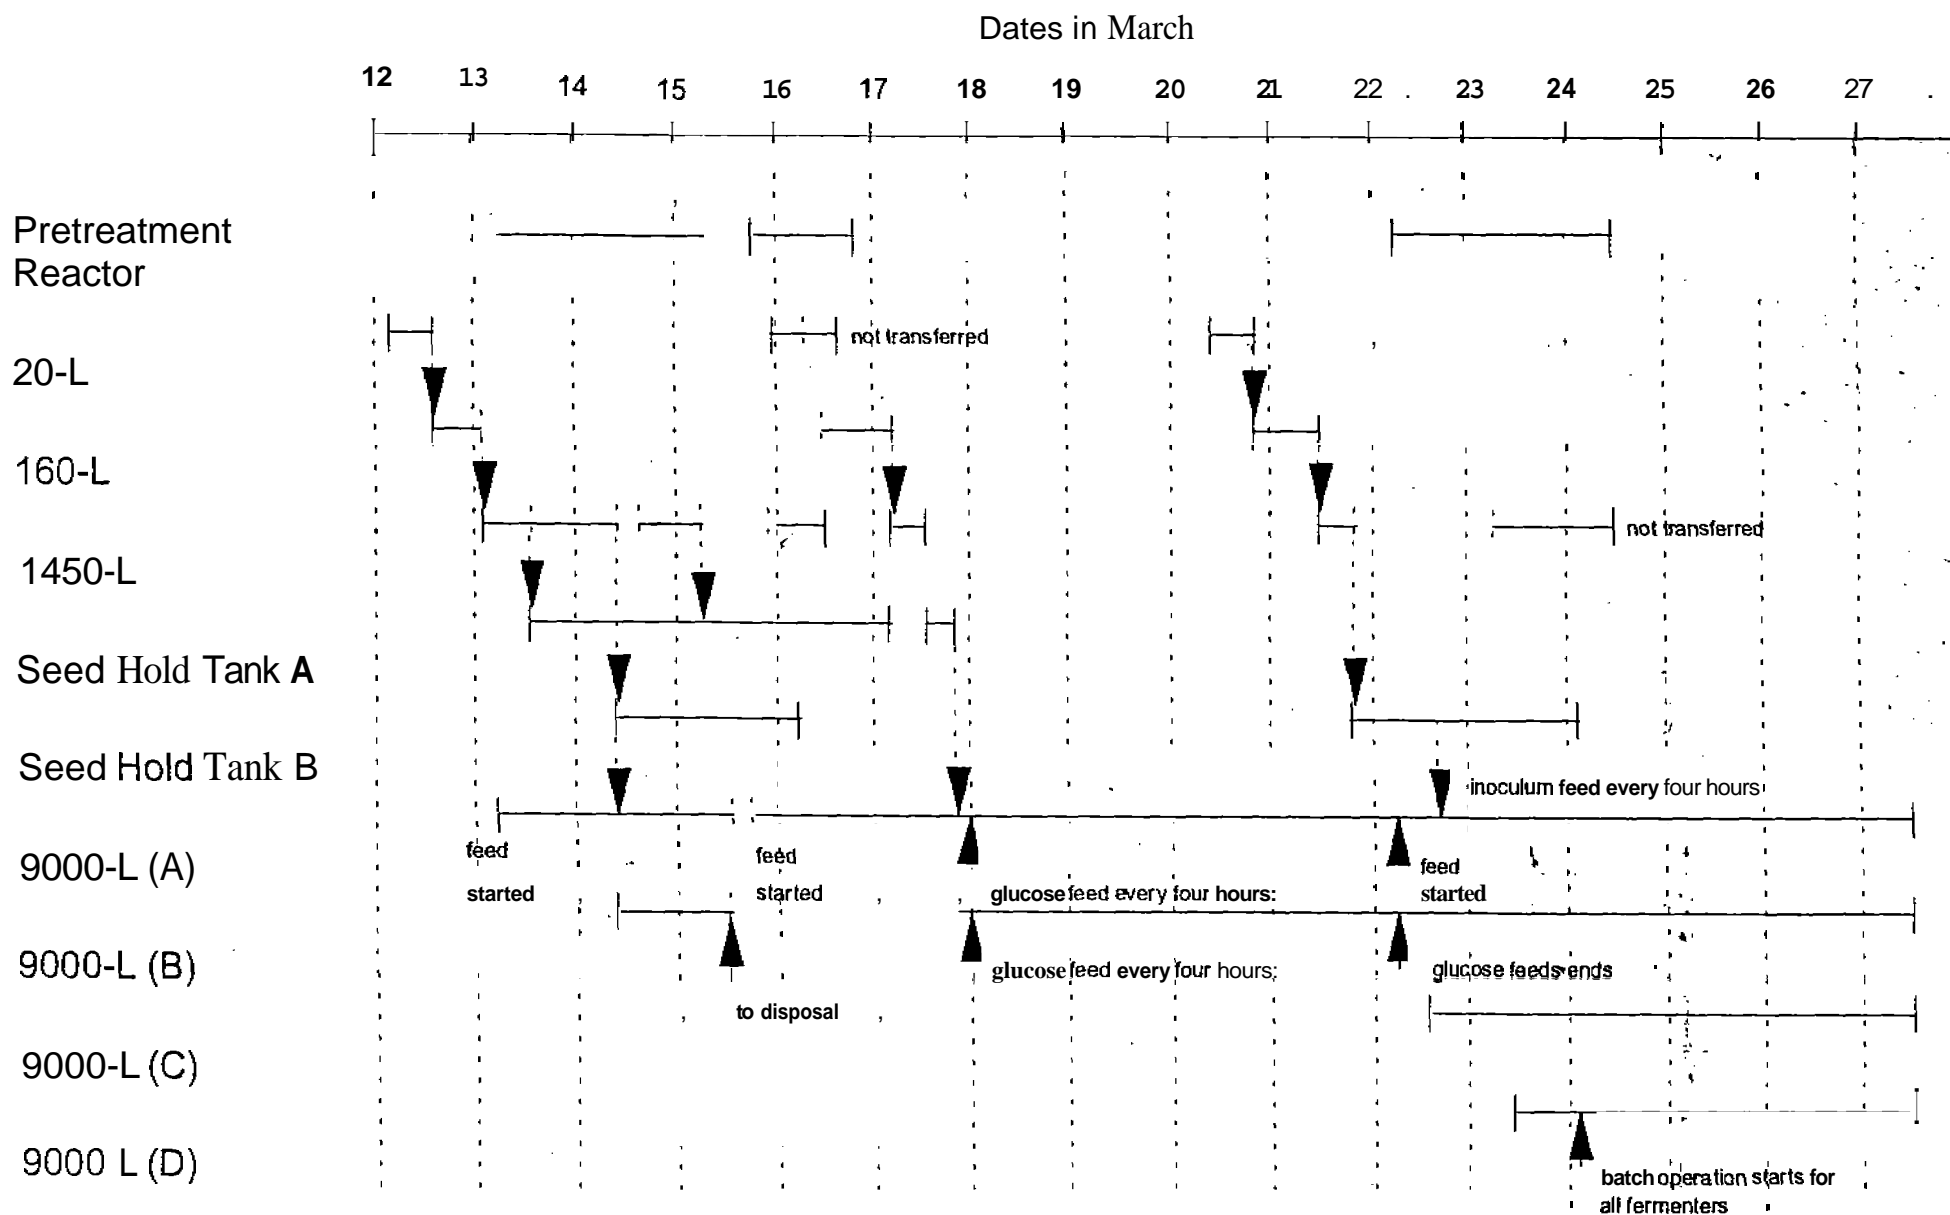 Dates in March
12 13 14 15 16 17 18 19 20 21 22 23 24 25 26 27
Pretreatment
Reactor
not transferred
20-L
160-L
not transferred
1450-L
Seed Hold Tank A
Seed Hold Tank B
inoculum feed every four hours
feed
started
feed
started
feed
started
9000-L (A)
glucose feed every four hours:
9000-L (B)
glucose feed every four hours:
glucose feeds ends
to disposal
9000-L (C)
9000 L (D)
batch operation starts for
all fermenters